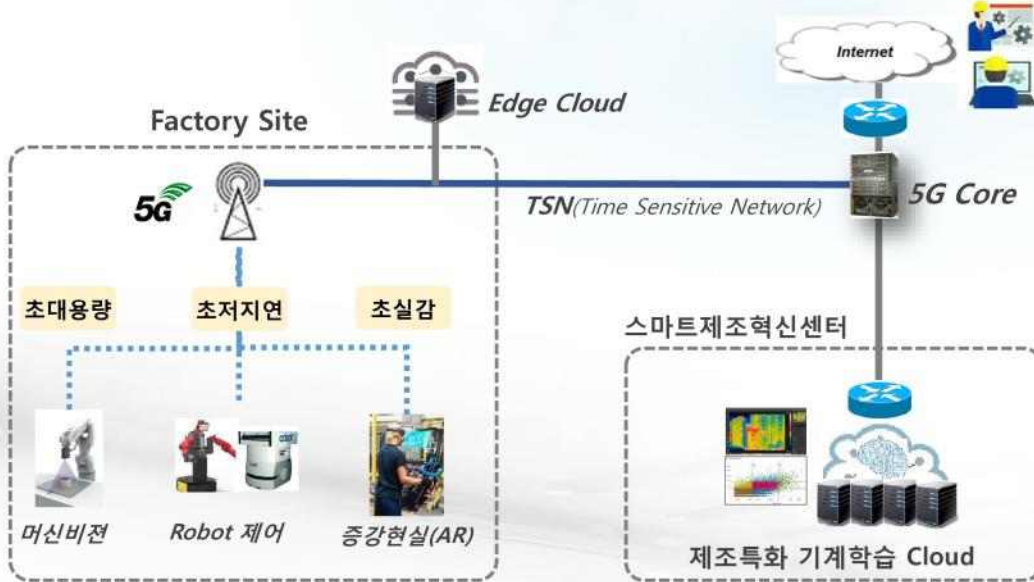 Internet
Edge Cloud
Factory Site
5G
TSN(Time Sensitive Network)
5G Core
초대용량
초저지연
초실감
스마트제조혁신센터
머신비젼
Robot 제어
증강현실(AR)
제조특화 기계학습 Cloud